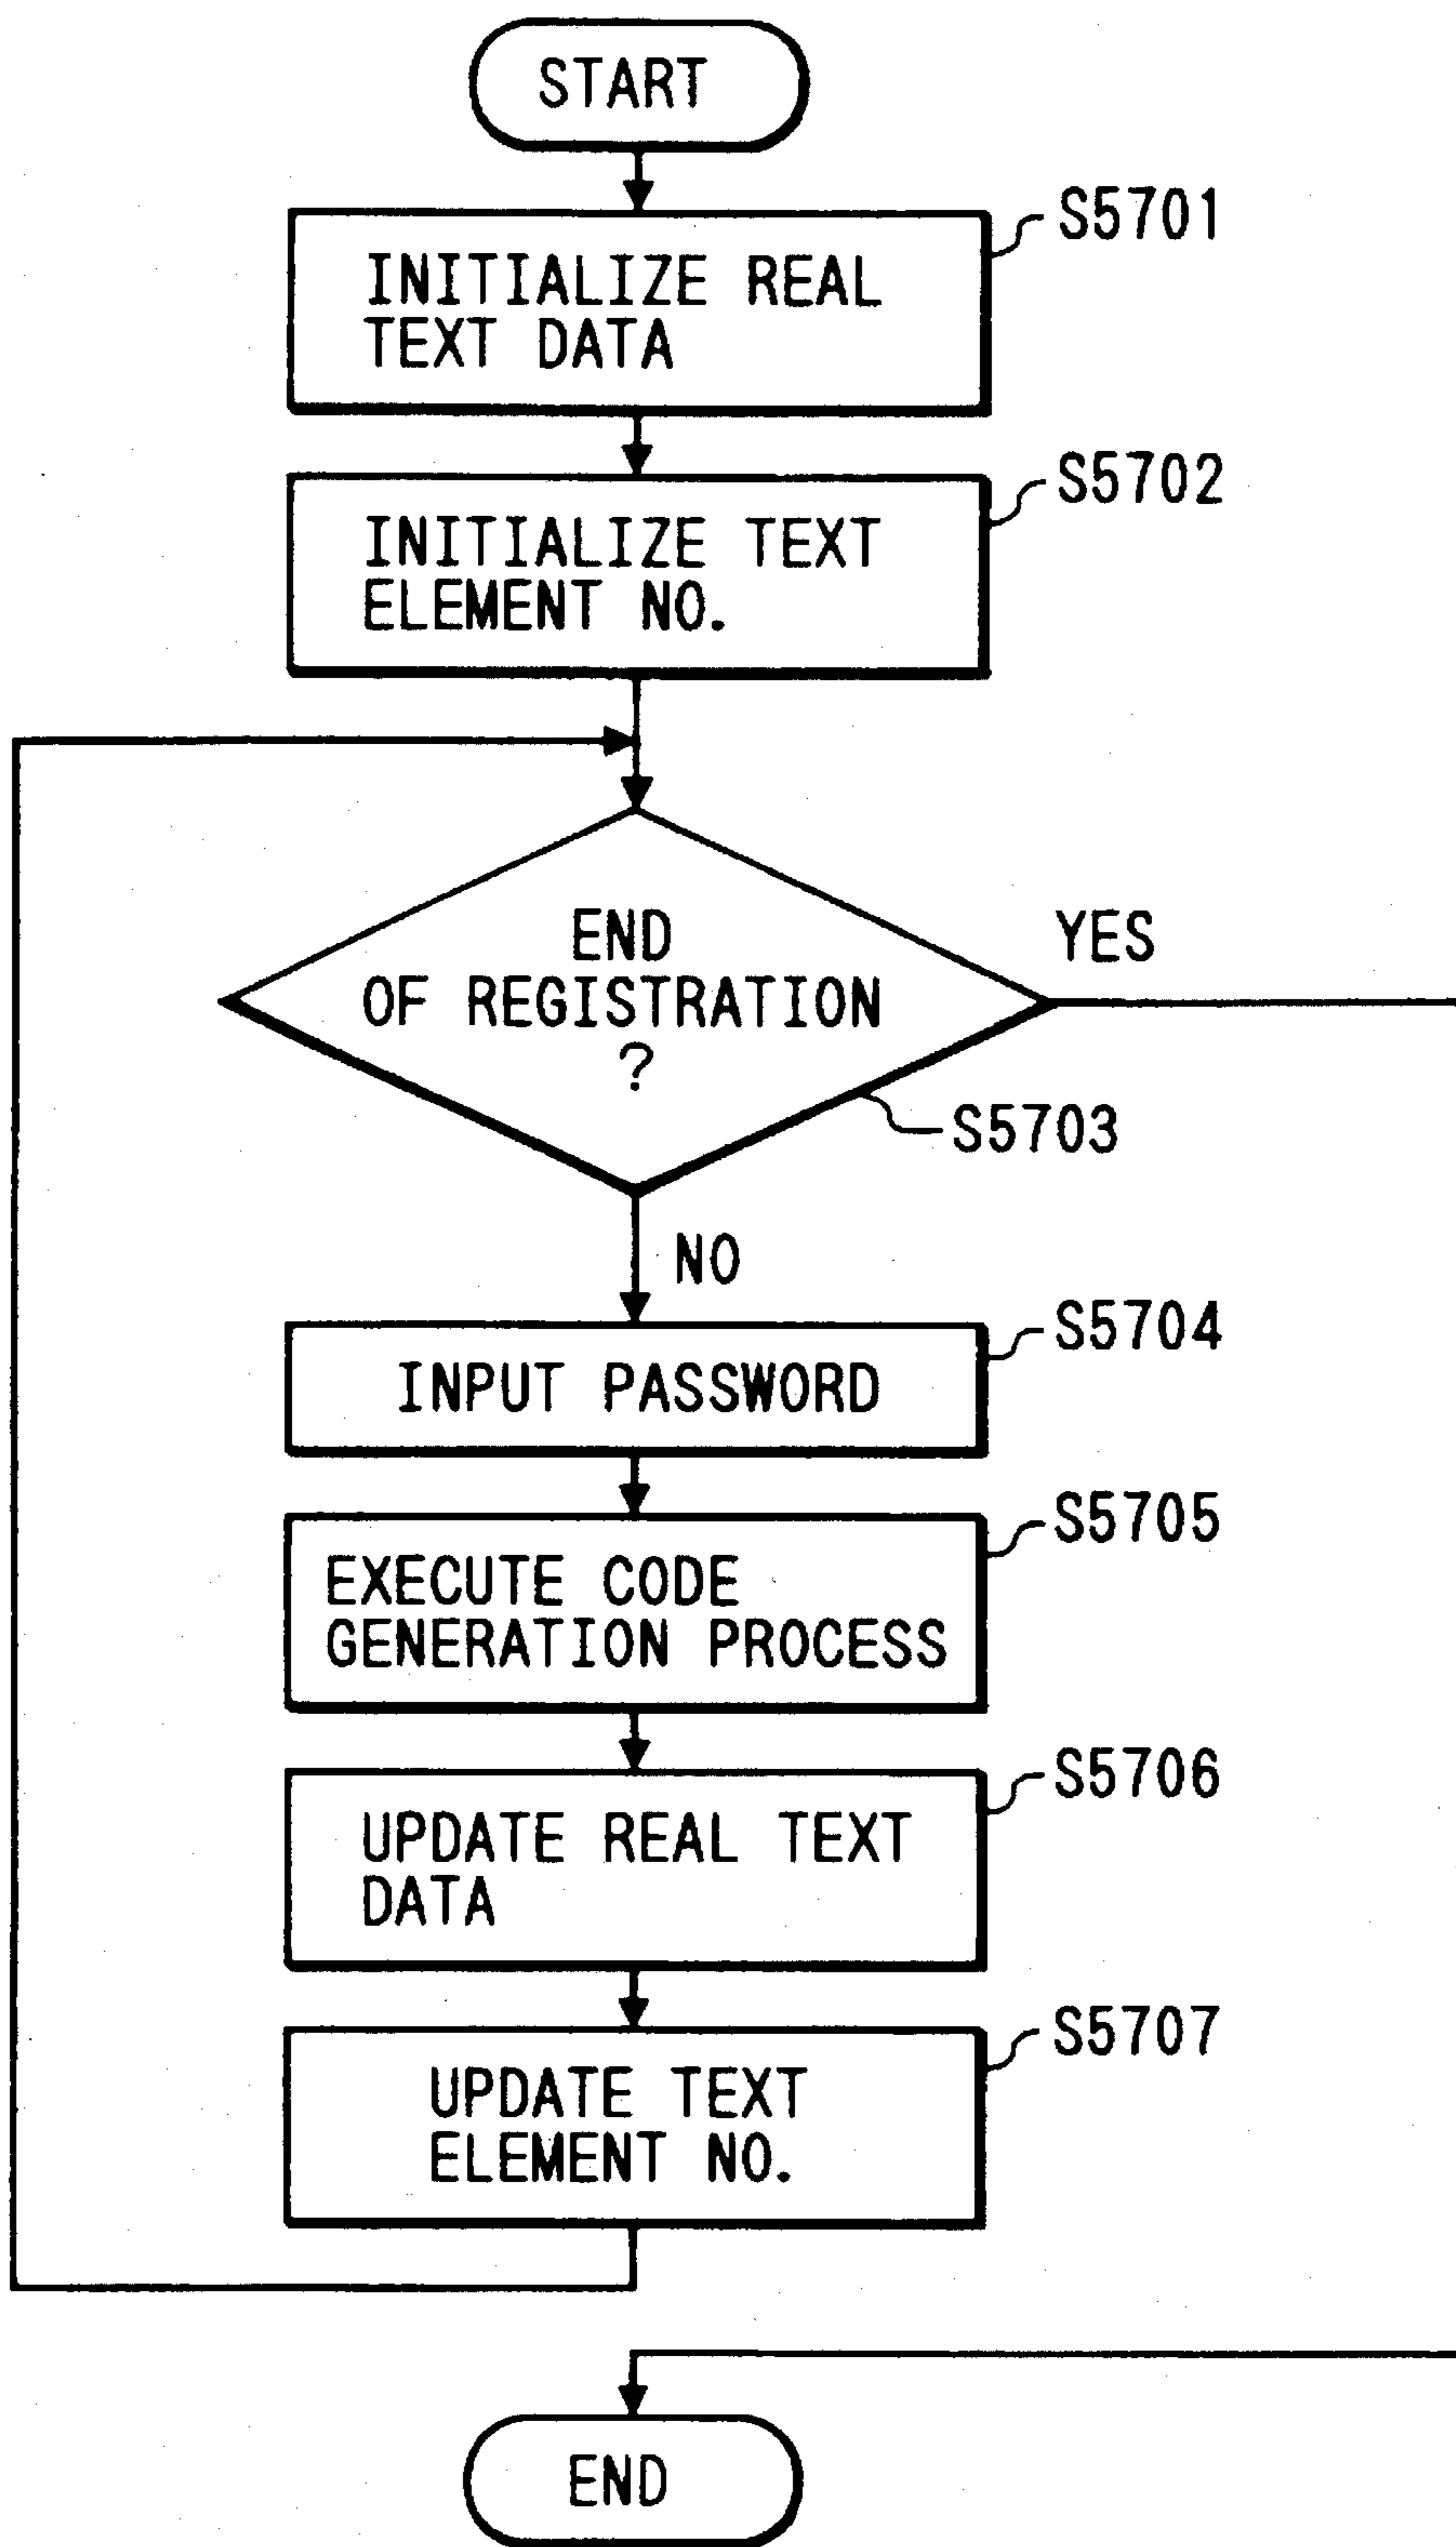 START
S5701
INITIALIZE REAL
TEXT DATA
S5702
INITIALIZE TEXT
ELEMENT NO.
END
OF REGISTRATION
?
YES
S5703
NO
S5704
INPUT PASSWORD
S5705
EXECUTE CODE
GENERATION PROCESS
S5706
UPDATE REAL TEXT
DATA
S5707
UPDATE TEXT
ELEMENT NO.
END